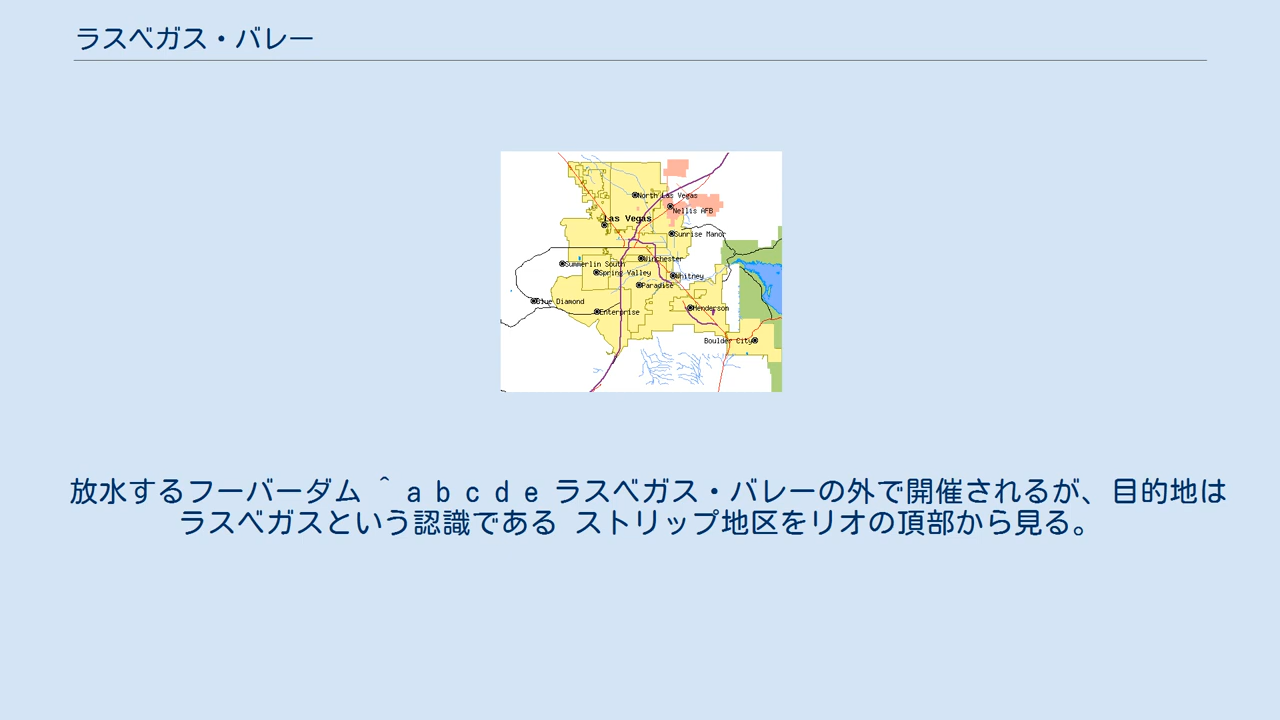 ラスベガス・バレー
North Las Vegas
Nellis AFB
Las Vegas
Sunrise Manor
Winchester
Summerlin South
Spring Valley
Whitney
Paradise
Blue Diamond
Enterprise
Henderson
Boulder City
放水するフーバーダム ^ a b c d e ラスベガス・バレーの外で開催されるが、目的地は
ラスベガスという認識である ストリップ地区をリオの頂部から見る。